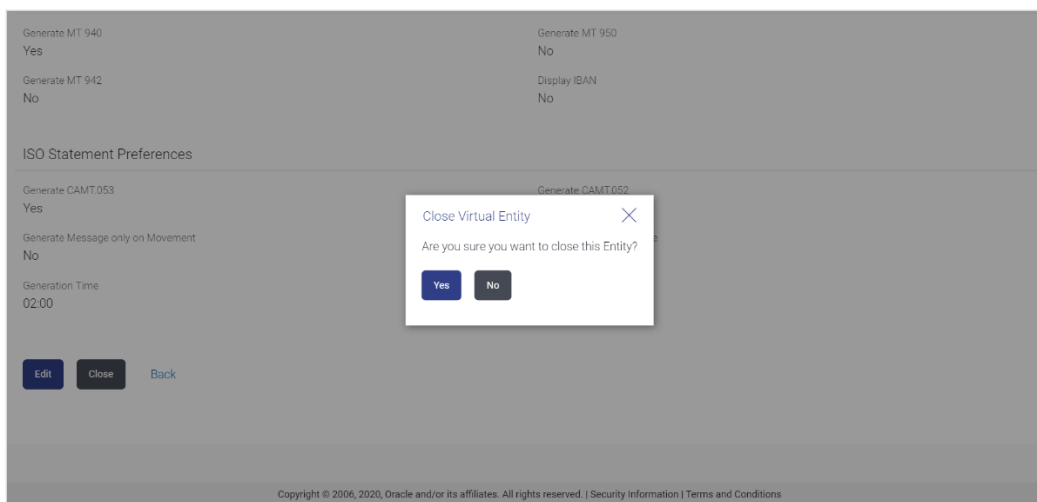 Generate MT 940
Generate MT 950
Yes
No
Generate MT 942
Display IBAN
No
No
ISO Statement Preferences
Generate CAMT.053
Generate CAMT.052
Yes
Close Virtual Entity
Generate Message only on Movement
Are you sure you want to close this Entity?
No
Generation Time
Yes
No
02:00
Edit
Close
Back
Copyright © 2006, 2020, Oracle and/or its affiliates. All rights reserved. | Security Information | Terms and Conditions